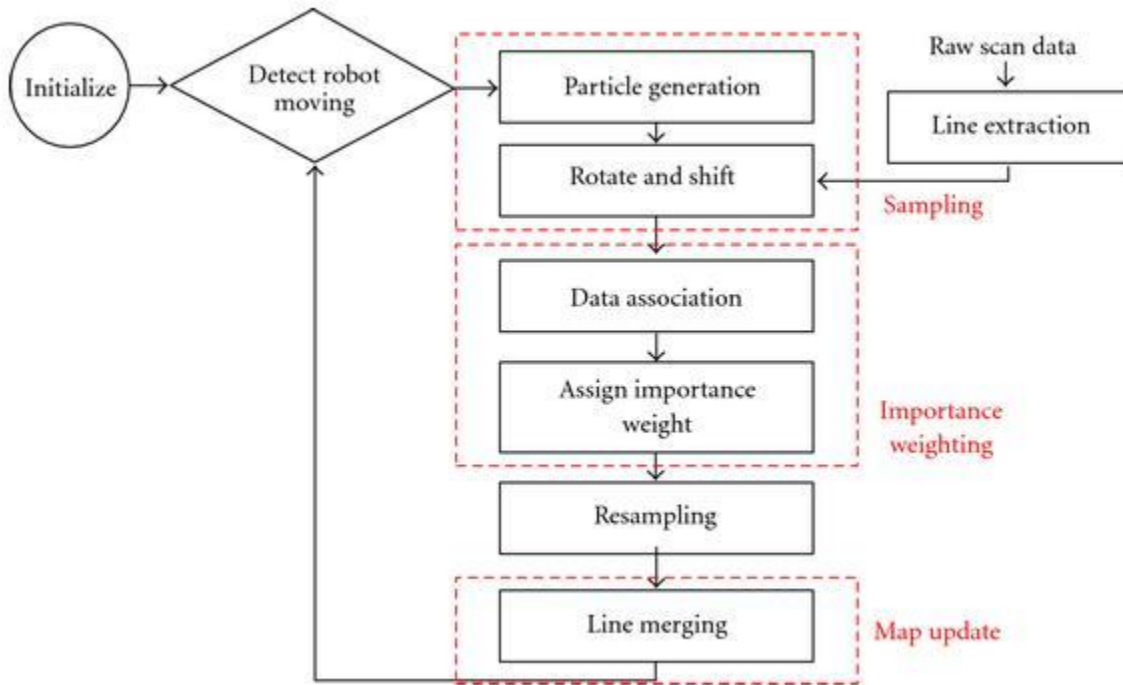 Initialize
Detect robot
moving
Particle generation
Rotate and shift
Raw scan data
Line extraction
Sampling
Data association
Assign importance
weight
Importance
weighting
Resampling
Line merging
Map update